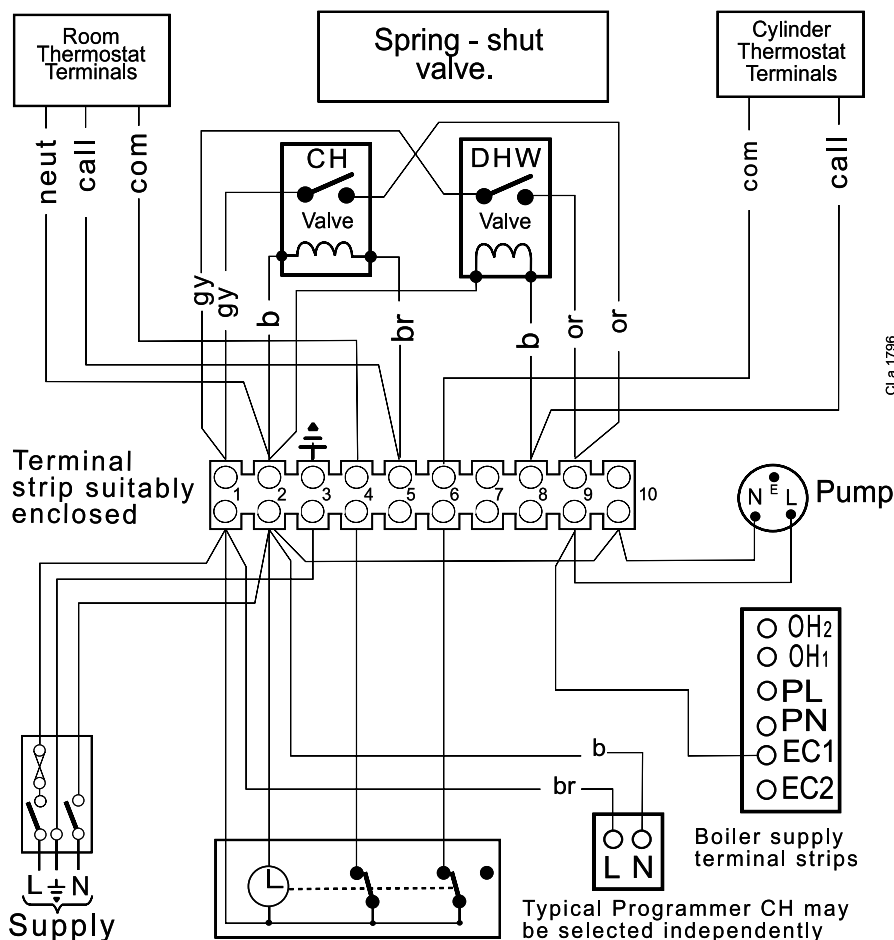 Room
Thermostat
Terminals
Spring - shut
valve.
Cylinder
Thermostat
Terminals
neut
call
com
CH
Valve
DHW
Valve
com
call
gy
gy
b
br
b
or
or
CLa 1796
Terminal
strip suitably
enclosed
1
2
3
4
5
6
7
8
9
10
N
E
L
Pump
OH2
OH1
PL
PN
EC1
EC2
b
br
L
N
Boiler supply
terminal strips
L
N
Supply
Typical Programmer CH may
be selected independently